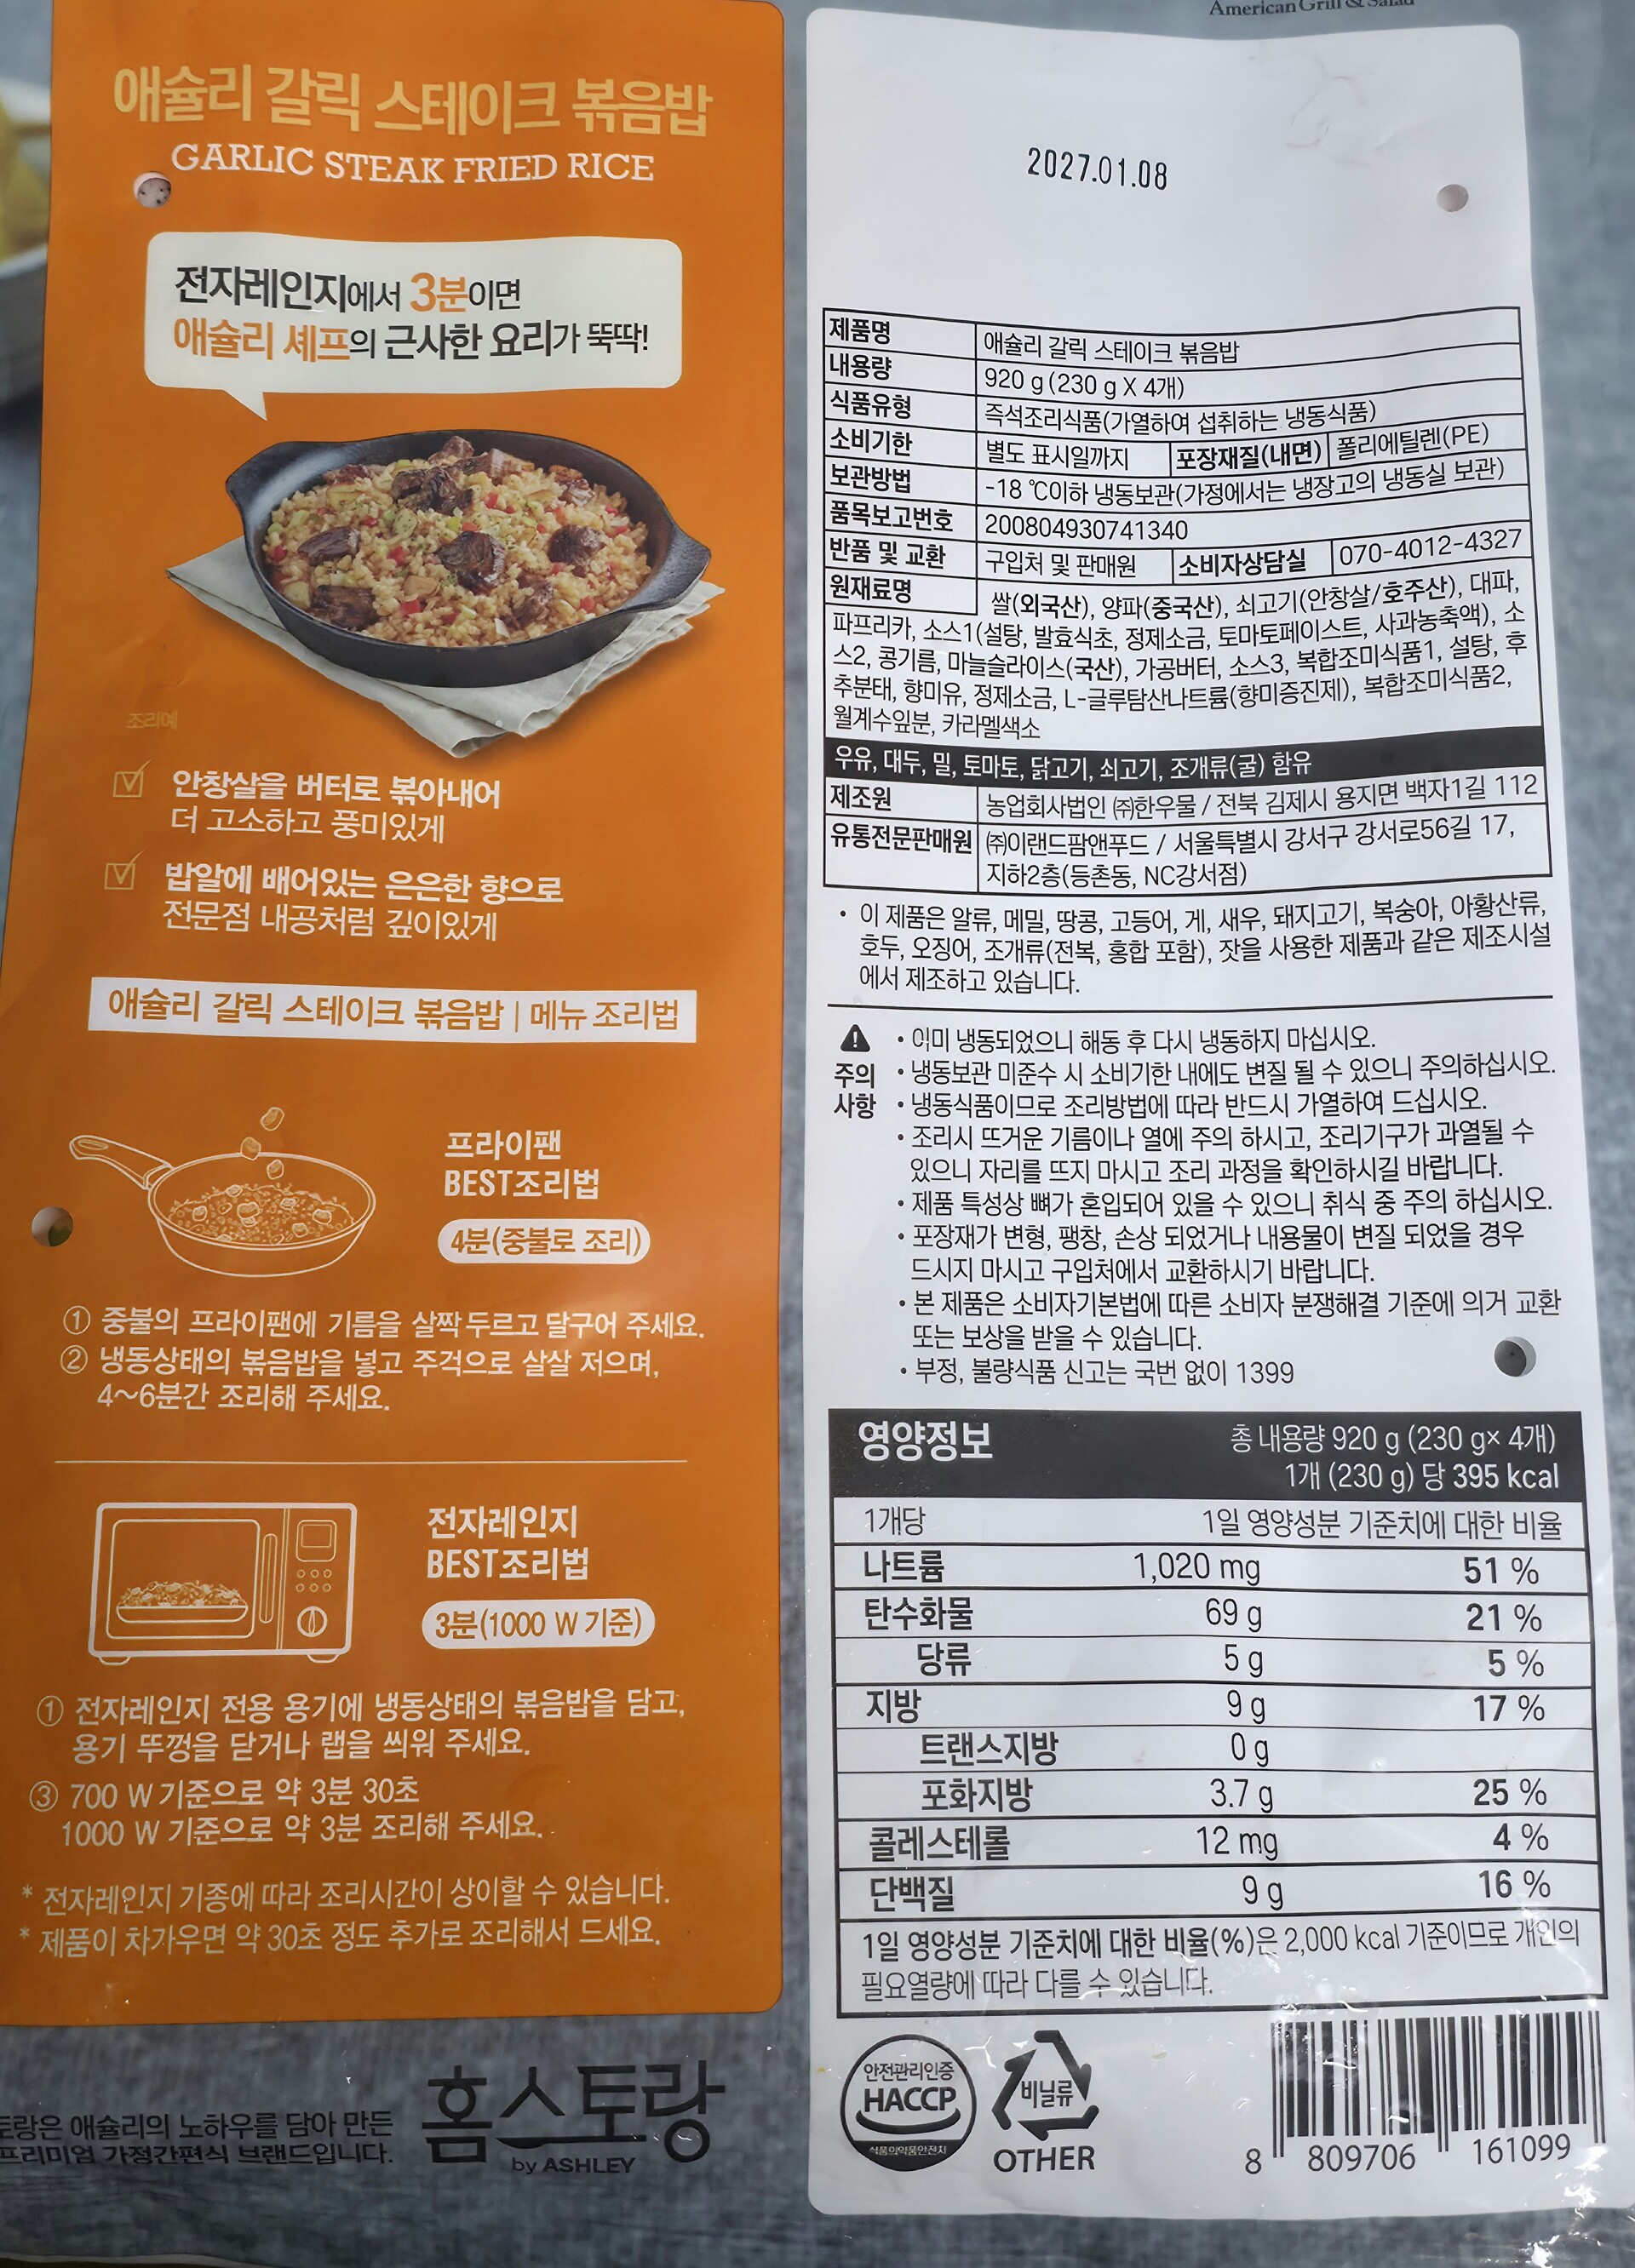 애슐리 갈릭 스테이크 볶음밥
GARLIC STEAK FRIED RICE
전자레인지에서 3분이면
애슐리 셰프의 근사한 요리가 뚝딱!
조리예
안창살을 버터로 볶아내어
더 고소하고 풍미있게
밥알에 배어있는 은은한 향으로
전문점 내공처럼 깊이있게
애슐리 갈릭 스테이크 볶음밥 | 메뉴 조리법
프라이팬
BEST조리법
4분(중불로 조리)
① 중불의 프라이팬에 기름을 살짝 두르고 달구어 주세요.
② 냉동상태의 볶음밥을 넣고 주걱으로 살살 저으며,
4~6분간 조리해 주세요.
전자레인지
BEST조리법
3분(1000 W 기준)
① 전자레인지 전용 용기에 냉동상태의 볶음밥을 담고,
용기 뚜껑을 닫거나 랩을 씌워 주세요.
③ 700 W 기준으로 약 3분 30초
1000 W 기준으로 약 3분 조리해 주세요.
* 전자레인지 기종에 따라 조리시간이 상이할 수 있습니다.
* 제품이 차가우면 약 30초 정도 추가로 조리해서 드세요.
토랑은 애슐리의 노하우를 담아 만든
프리미엄 가정간편식 브랜드입니다.
홈스토랑
by ASHLEY
American Grill & Salad
2027.01.08
제품명 애슐리 갈릭 스테이크 볶음밥
내용량 920 g (230 g X 4개)
식품유형 즉석조리식품(가열하여 섭취하는 냉동식품)
소비기한 별도 표시일까지 포장재질(내면) 폴리에틸렌(PE)
보관방법 -18 ℃이하 냉동보관(가정에서는 냉장고의 냉동실 보관)
품목보고번호 200804930741340
반품 및 교환 구입처 및 판매원 소비자상담실 070-4012-4327
원재료명 쌀(외국산), 양파(중국산), 쇠고기(안창살/호주산), 대파,
파프리카, 소스1(설탕, 발효식초, 정제소금, 토마토페이스트, 사과농축액), 소
스2, 콩기름, 마늘슬라이스(국산), 가공버터, 소스3, 복합조미식품1, 설탕, 후
추분태, 향미유, 정제소금, L-글루탐산나트륨(향미증진제), 복합조미식품2,
월계수잎분, 카라멜색소
우유, 대두, 밀, 토마토, 닭고기, 쇠고기, 조개류(굴) 함유
제조원 농업회사법인 ㈜한우물 / 전북 김제시 용지면 백자1길 112
유통전문판매원 ㈜이랜드팜앤푸드 / 서울특별시 강서구 강서로56길 17,
지하2층(등촌동, NC강서점)
• 이 제품은 알류, 메밀, 땅콩, 고등어, 게, 새우, 돼지고기, 복숭아, 아황산류,
호두, 오징어, 조개류(전복, 홍합 포함), 잣을 사용한 제품과 같은 제조시설
에서 제조하고 있습니다.
주의
사항
• 이미 냉동되었으니 해동 후 다시 냉동하지 마십시오.
• 냉동보관 미준수 시 소비기한 내에도 변질 될 수 있으니 주의하십시오.
• 냉동식품이므로 조리방법에 따라 반드시 가열하여 드십시오.
• 조리시 뜨거운 기름이나 열에 주의 하시고, 조리기구가 과열될 수
있으니 자리를 뜨지 마시고 조리 과정을 확인하시길 바랍니다.
• 제품 특성상 뼈가 혼입되어 있을 수 있으니 취식 중 주의 하십시오.
• 포장재가 변형, 팽창, 손상 되었거나 내용물이 변질 되었을 경우
드시지 마시고 구입처에서 교환하시기 바랍니다.
• 본 제품은 소비자기본법에 따른 소비자 분쟁해결 기준에 의거 교환
또는 보상을 받을 수 있습니다.
• 부정, 불량식품 신고는 국번 없이 1399
영양정보 총 내용량 920 g (230 g× 4개)
1개 (230 g) 당 395 kcal
1개당 1일 영양성분 기준치에 대한 비율
나트륨 1,020 mg 51 %
탄수화물 69 g 21 %
당류 5 g 5 %
지방 9 g 17 %
트랜스지방 0 g
포화지방 3.7 g 25 %
콜레스테롤 12 mg 4 %
단백질 9 g 16 %
1일 영양성분 기준치에 대한 비율(%)은 2,000 kcal 기준이므로 개인의
필요열량에 따라 다를 수 있습니다.
안전관리인증
HACCP
식품의약품안전처
비닐류
OTHER
8 809706 161099